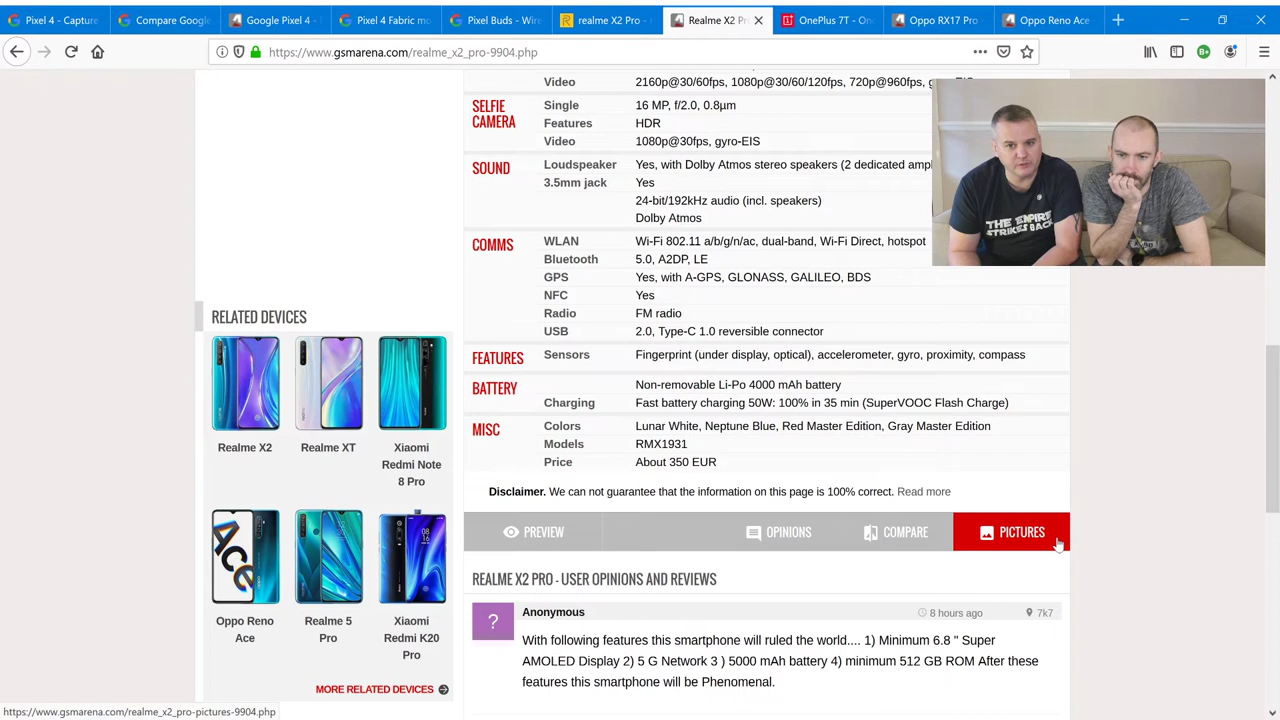 Pixel 4 - Captur
Compare Googl
Google Pixel 4 -
Pixel 4 Fabric mo
Pixel Buds - Wire
realme X2 Pro -
Realme X2 Pr
OnePlus 7T - On
Oppo RX17 Pro -
Oppo Reno Ace
https://www.gsmarena.com/realme_x2_pro-9904.php
Video 2160p@30/60fps, 1080p@30/60/120fps, 720p@960fps,
SELFIE CAMERA
Single 16 MP, f/2.0, 0.8µm
Features HDR
Video 1080p@30fps, gyro-EIS
SOUND
Loudspeaker Yes, with Dolby Atmos stereo speakers (2 dedicated ampl
3.5mm jack Yes
24-bit/192kHz audio (incl. speakers)
Dolby Atmos
COMMS
WLAN Wi-Fi 802.11 a/b/g/n/ac, dual-band, Wi-Fi Direct, hotspot
Bluetooth 5.0, A2DP, LE
GPS Yes, with A-GPS, GLONASS, GALILEO, BDS
NFC Yes
Radio FM radio
USB 2.0, Type-C 1.0 reversible connector
FEATURES Sensors Fingerprint (under display, optical), accelerometer, gyro, proximity, compass
BATTERY Non-removable Li-Po 4000 mAh battery
Charging Fast battery charging 50W: 100% in 35 min (SuperVOOC Flash Charge)
MISC Colors Lunar White, Neptune Blue, Red Master Edition, Gray Master Edition
Models RMX1931
Price About 350 EUR
Disclaimer. We can not guarantee that the information on this page is 100% correct. Read more
PREVIEW OPINIONS COMPARE PICTURES
REALME X2 PRO - USER OPINIONS AND REVIEWS
? Anonymous 8 hours ago 7k7
With following features this smartphone will ruled the world.... 1) Minimum 6.8 " Super
AMOLED Display 2) 5 G Network 3 ) 5000 mAh battery 4) minimum 512 GB ROM After these
features this smartphone will be Phenomenal.
RELATED DEVICES
Realme X2
Realme XT
Xiaomi Redmi Note 8 Pro
Ace
Oppo Reno Ace
Realme 5 Pro
Xiaomi Redmi K20 Pro
MORE RELATED DEVICES
https://www.gsmarena.com/realme_x2_pro-pictures-9904.php
THE EMPIRE
STRIKES BACK